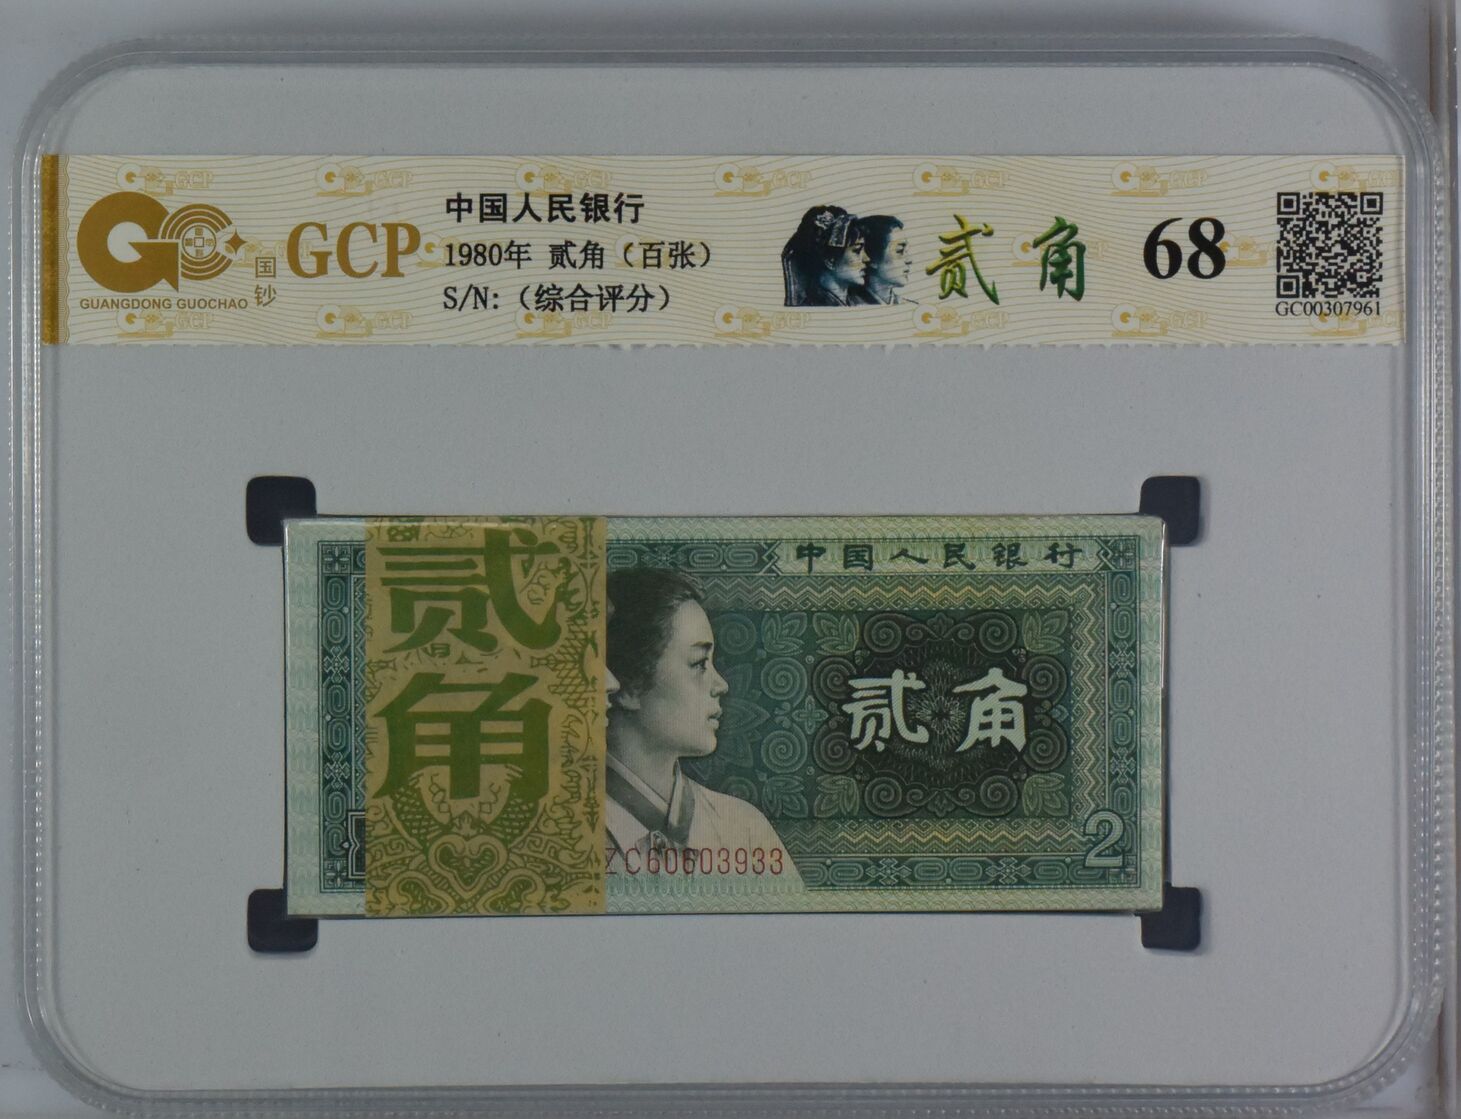 GUANGDONG GUOCHAO
国钞
GCP
中国人民银行
1980年 贰角（百张）
S/N:（综合评分）
贰角
68
GC00307961
贰角
中国人民银行
贰角
ZC60603933
2